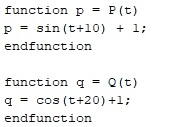 function p = P(t)
p = sin(t+10) + 1;
endfunction
function q = Q(t)
q = cos(t+20)+1;
endfunction